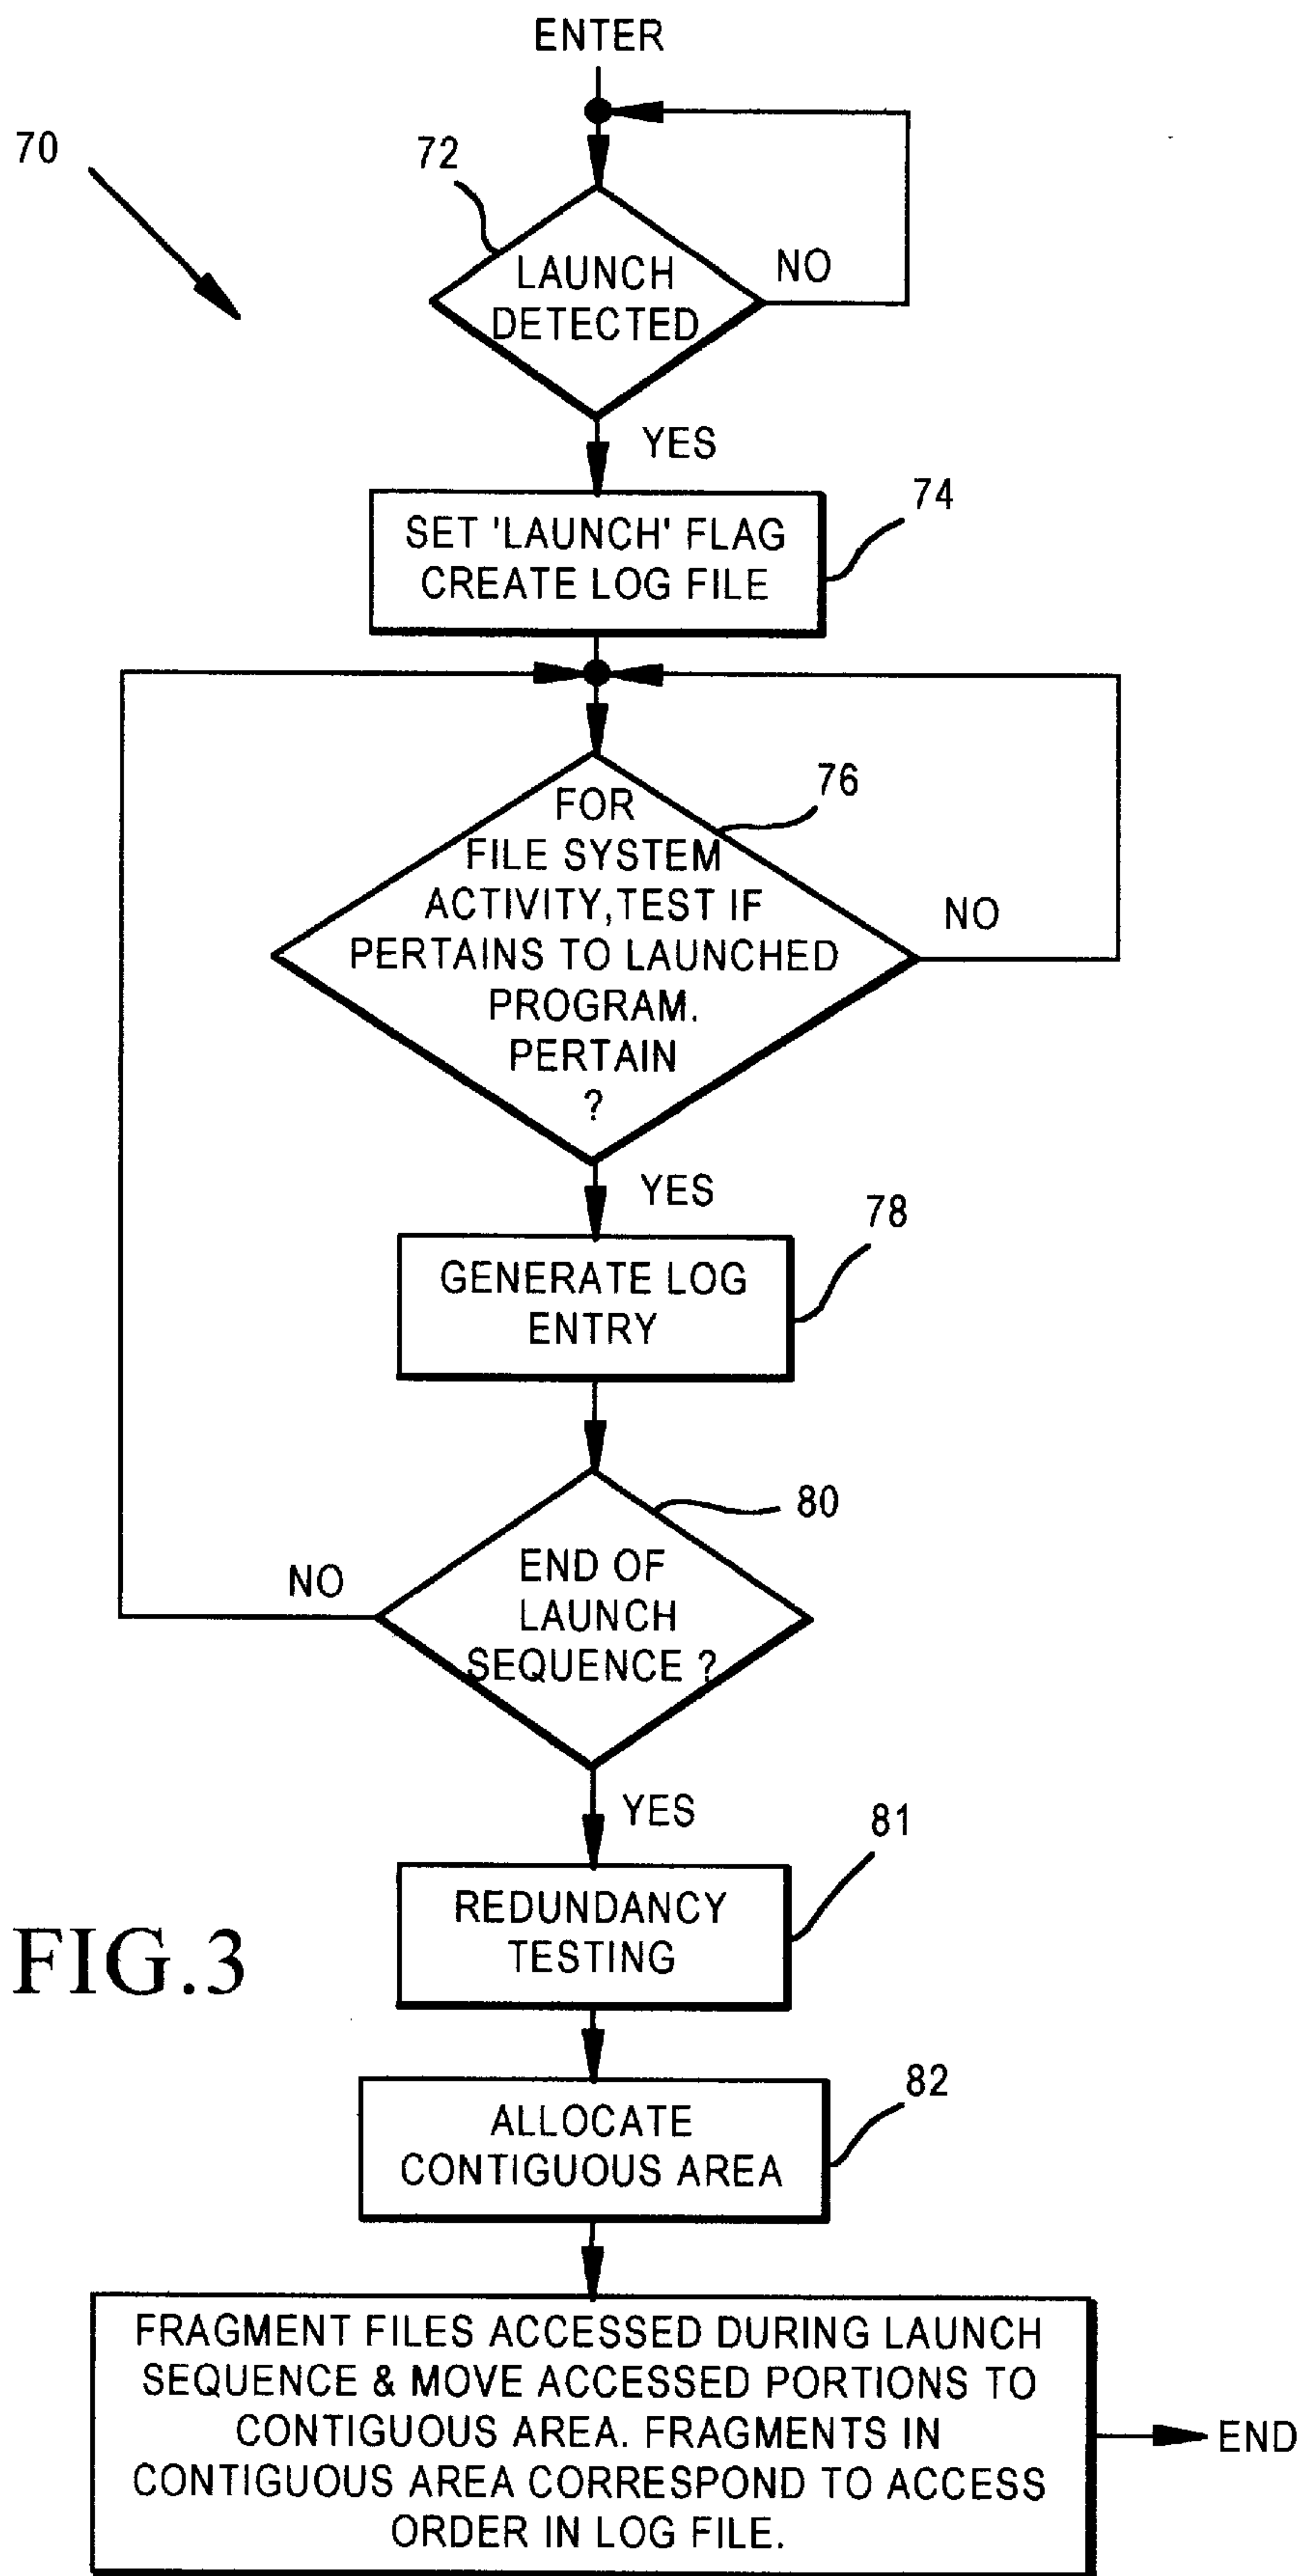 ENTER
70
72
LAUNCH
DETECTED
NO
YES
74
SET 'LAUNCH' FLAG
CREATE LOG FILE
76
FOR
FILE SYSTEM
ACTIVITY,TEST IF
PERTAINS TO LAUNCHED
PROGRAM.
PERTAIN
?
NO
YES
78
GENERATE LOG
ENTRY
80
END OF
LAUNCH
SEQUENCE ?
NO
YES
81
REDUNDANCY
TESTING
FIG.3
82
ALLOCATE
CONTIGUOUS AREA
FRAGMENT FILES ACCESSED DURING LAUNCH
SEQUENCE & MOVE ACCESSED PORTIONS TO
CONTIGUOUS AREA. FRAGMENTS IN
CONTIGUOUS AREA CORRESPOND TO ACCESS
ORDER IN LOG FILE.
END